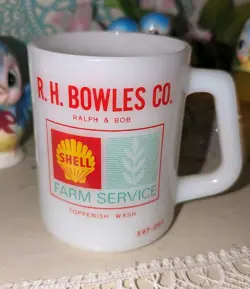 R. H. BOWLES CO.
RALPH & BOB
SHELL
FARM SERVICE
TOPPENISH, WASH.